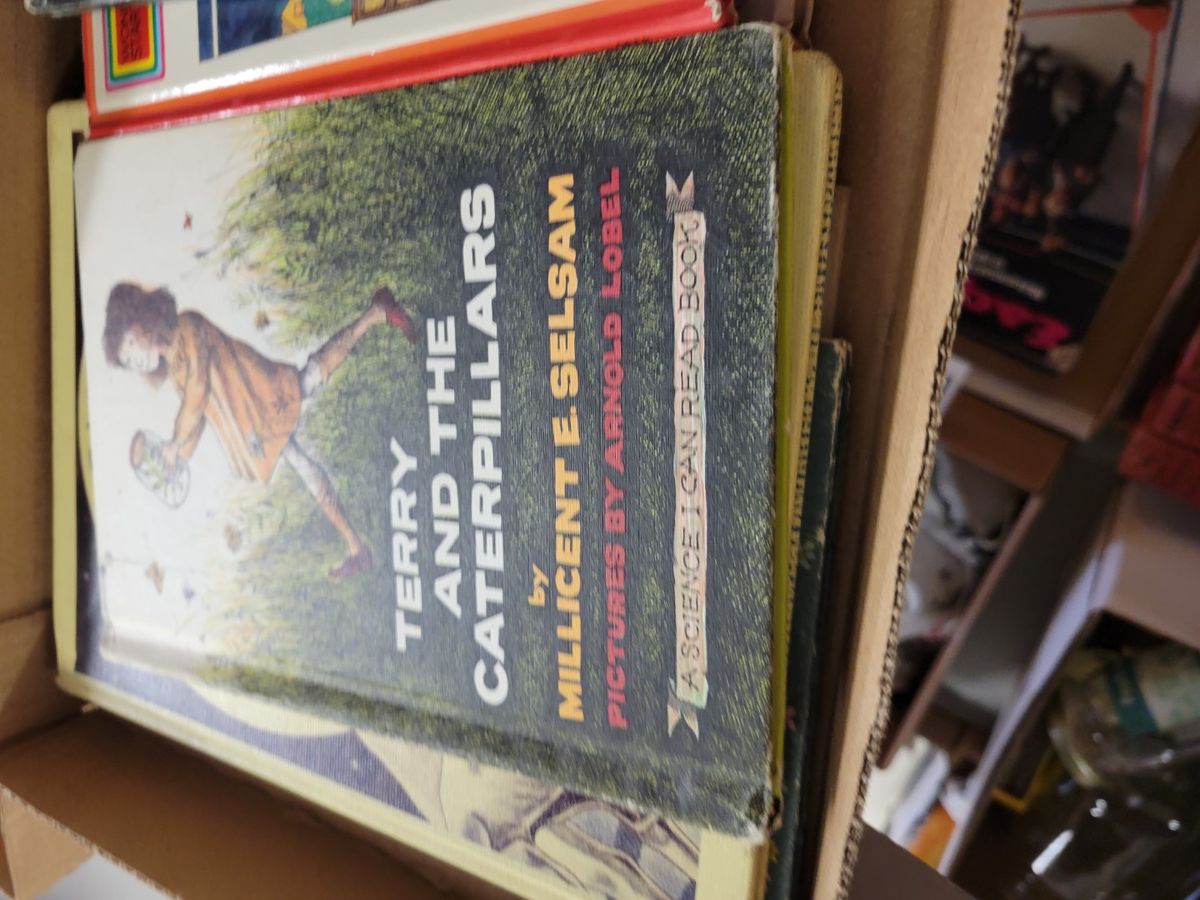 TERRY
AND THE
CATERPILLARS
by
MILLICENT E. SELSAM
PICTURES BY ARNOLD LOBEL
A SCIENCE I CAN READ BOOK